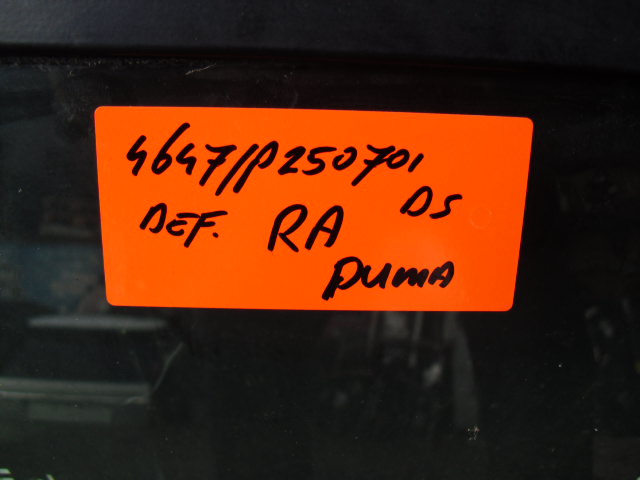 4647/P250701
DS
DEF. RA
PUMA